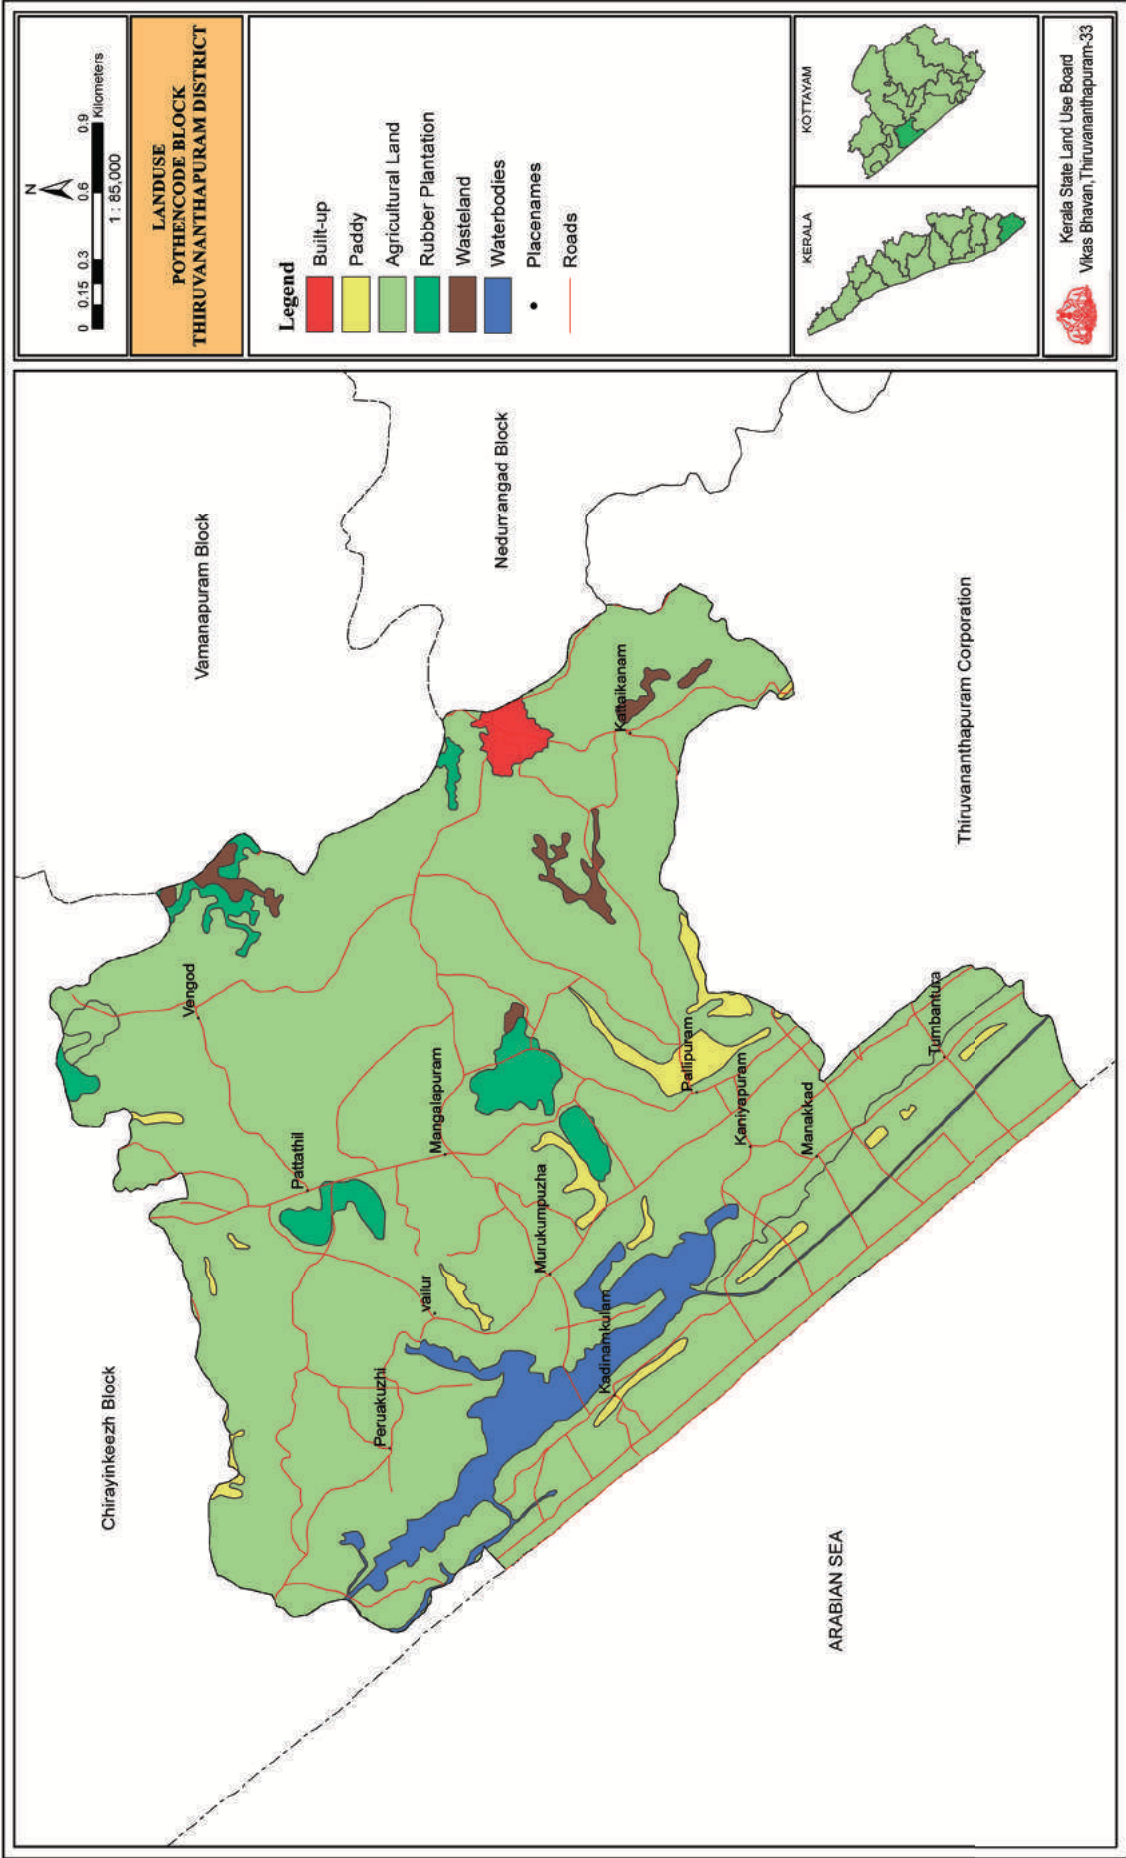 N
0 0.15 0.3 0.6 0.9
Kilometers
1 : 85,000
LANDUSE
POTHENCODE BLOCK
THIRUVANANTHAPURAM DISTRICT
Legend
Built-up
Paddy
Agricultural Land
Rubber Plantation
Wasteland
Waterbodies
Placenames
Roads
KERALA
KOTTAYAM
Kerala State Land Use Board
Vikas Bhavan,Thiruvananthapuram-33
Chirayinkeezh Block
Vamanapuram Block
Nedumangad Block
Thiruvananthapuram Corporation
ARABIAN SEA
Vengod
Pattathil
Mangalapuram
Peruakuzhi
vailur
Murukumpuzha
Kadinamkulam
Kattaikanam
Pallipuram
Kaniyapuram
Manakkad
Tumbantura